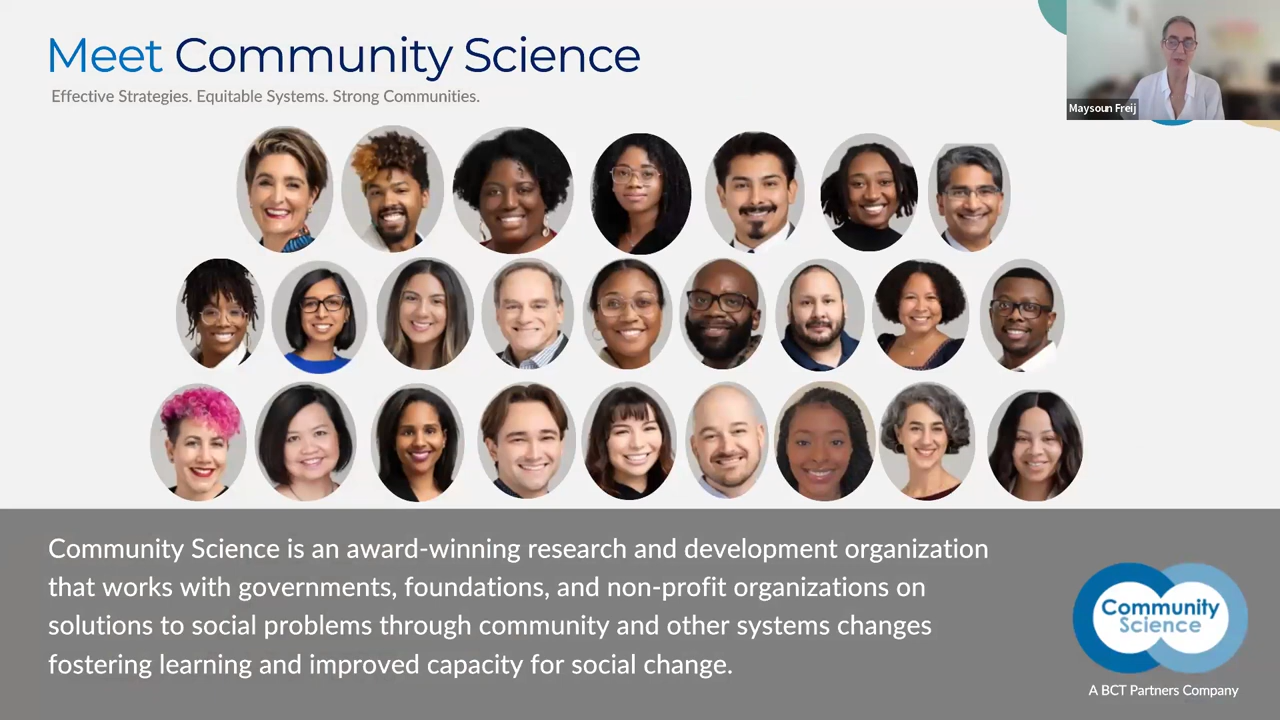 Meet Community Science
Effective Strategies. Equitable Systems. Strong Communities.
Maysoun Freij
Community Science is an award-winning research and development organization
that works with governments, foundations, and non-profit organizations on
solutions to social problems through community and other systems changes
fostering learning and improved capacity for social change.
Community
Science
A BCT Partners Company